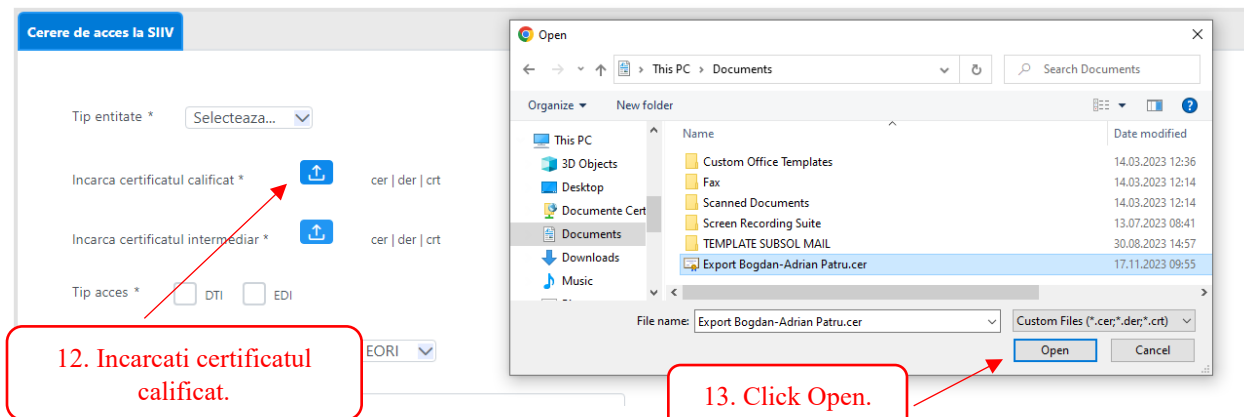 Cerere de acces la SIIV
Tip entitate *
Selecteaza...
Incarca certificatul calificat *
cer | der | crt
Incarca certificatul intermediar *
cer | der | crt
Tip acces *
DTI
EDI
EORI
12. Incarcati certificatul
calificat.
Open
This PC > Documents
Search Documents
Organize
New folder
Name
Date modified
This PC
3D Objects
Desktop
Documente Cert
Documents
Downloads
Music
Custom Office Templates 14.03.2023 12:36
Fax 14.03.2023 12:14
Scanned Documents 14.03.2023 12:14
Screen Recording Suite 13.07.2023 08:41
TEMPLATE SUBSOL MAIL 30.08.2023 14:57
Export Bogdan-Adrian Patru.cer 17.11.2023 09:55
File name: Export Bogdan-Adrian Patru.cer
Custom Files (*.cer;*.der;*.crt)
Open
Cancel
13. Click Open.